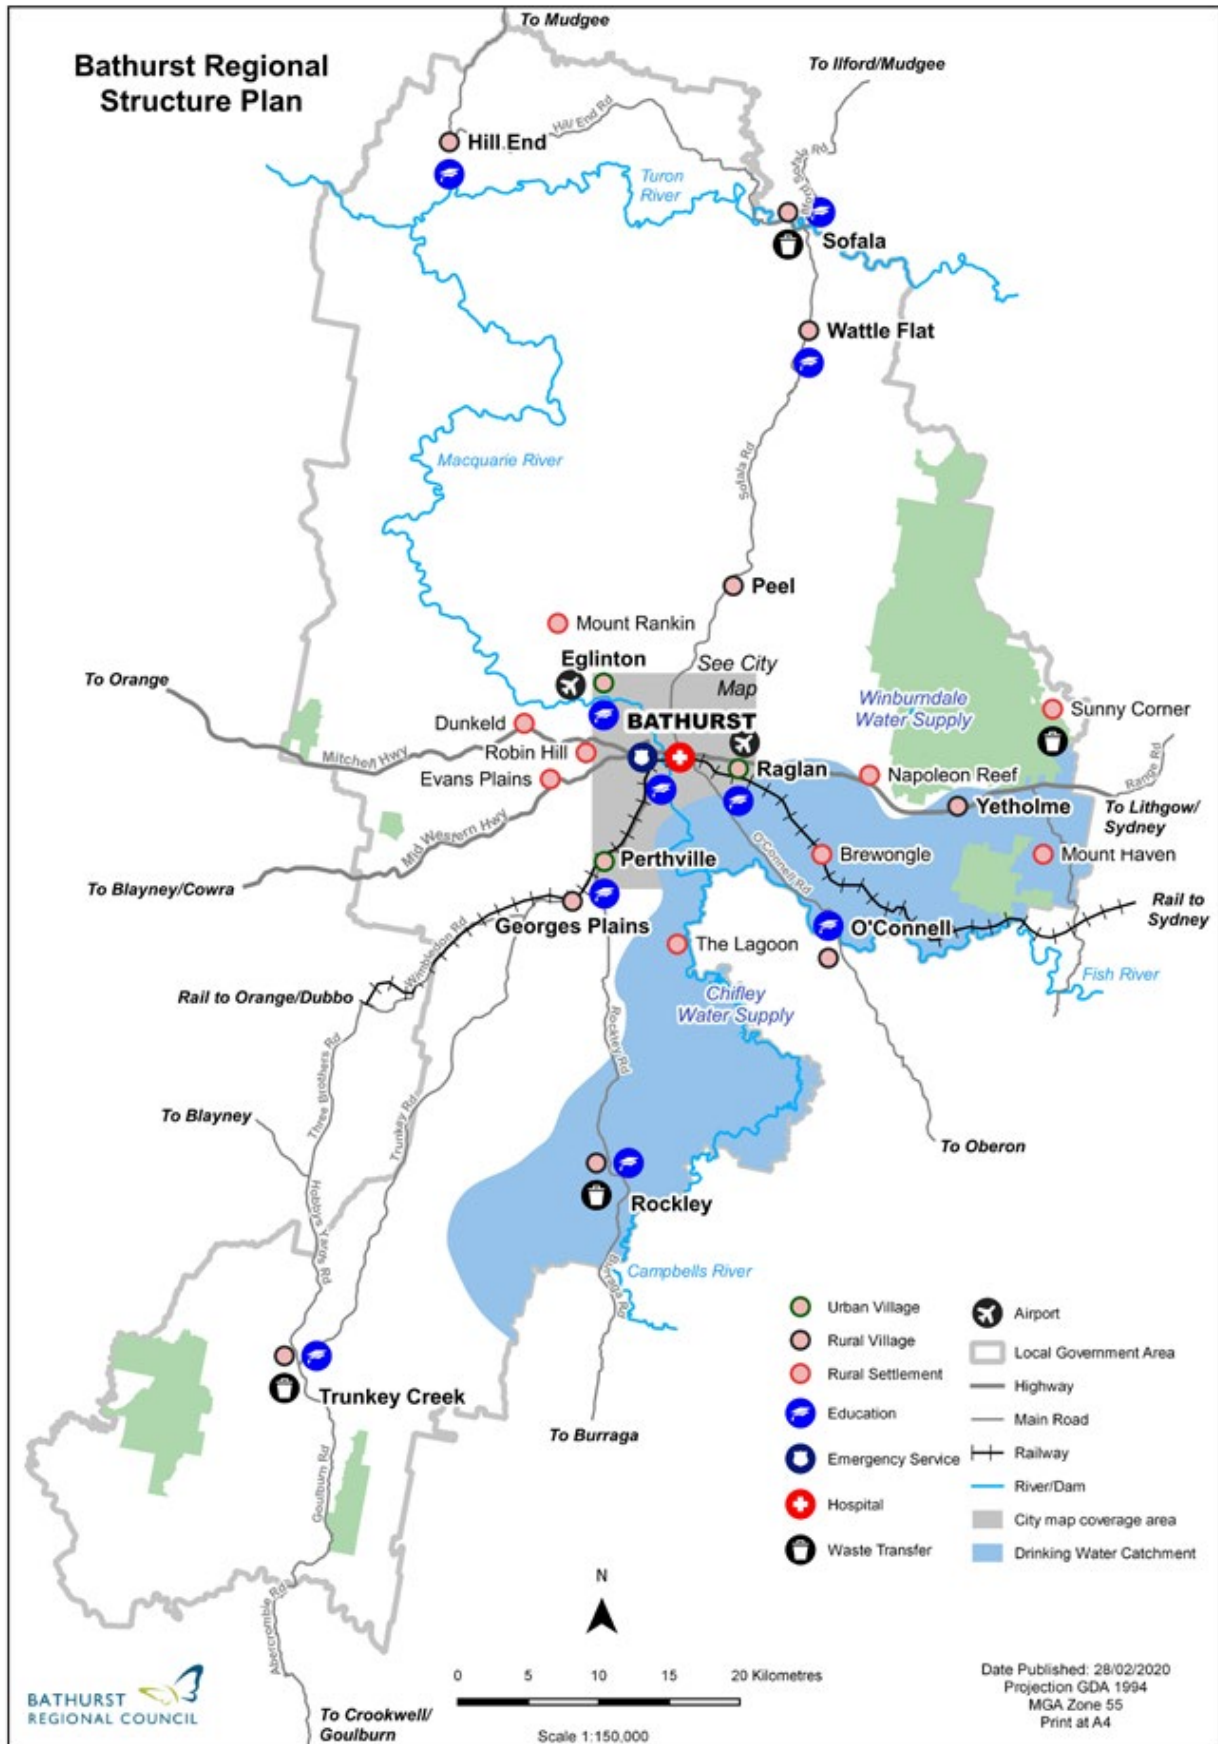 Bathurst Regional
Structure Plan
To Mudgee
To Ilford/Mudgee
Hill End Rd
Hill End
Turon
River
Ilford Sofala Rd
Sofala
Wattle Flat
Macquarie River
Sofala Rd
Peel
Mount Rankin
Eglinton
See City
Map
To Orange
Winburndale
Water Supply
Sunny Corner
Dunkeld
BATHURST
Mitchell Hwy
Robin Hill
Raglan
Napoleon Reef
Range Rd
Evans Plains
Yetholme
To Lithgow/
Sydney
Mid Western Hwy
Perthville
O'Connell Rd
Brewongle
Mount Haven
To Blayney/Cowra
Georges Plains
O'Connell
Rail to
Sydney
Wimbledon Rd
The Lagoon
Fish River
Rail to Orange/Dubbo
Chifley
Water Supply
Rockley Rd
Three Brothers Rd
To Blayney
Trunkey Rd
To Oberon
Rockley
Hobbys Yards Rd
Campbells River
Burraga Rd
Trunkey Creek
To Burraga
Goulburn Rd
Abercrombie Rd
To Crookwell/
Goulburn
Urban Village
Rural Village
Rural Settlement
Education
Emergency Service
Hospital
Waste Transfer
Airport
Local Government Area
Highway
Main Road
Railway
River/Dam
City map coverage area
Drinking Water Catchment
N
0 5 10 15 20 Kilometres
Scale 1:150,000
BATHURST
REGIONAL COUNCIL
Date Published: 28/02/2020
Projection GDA 1994
MGA Zone 55
Print at A4